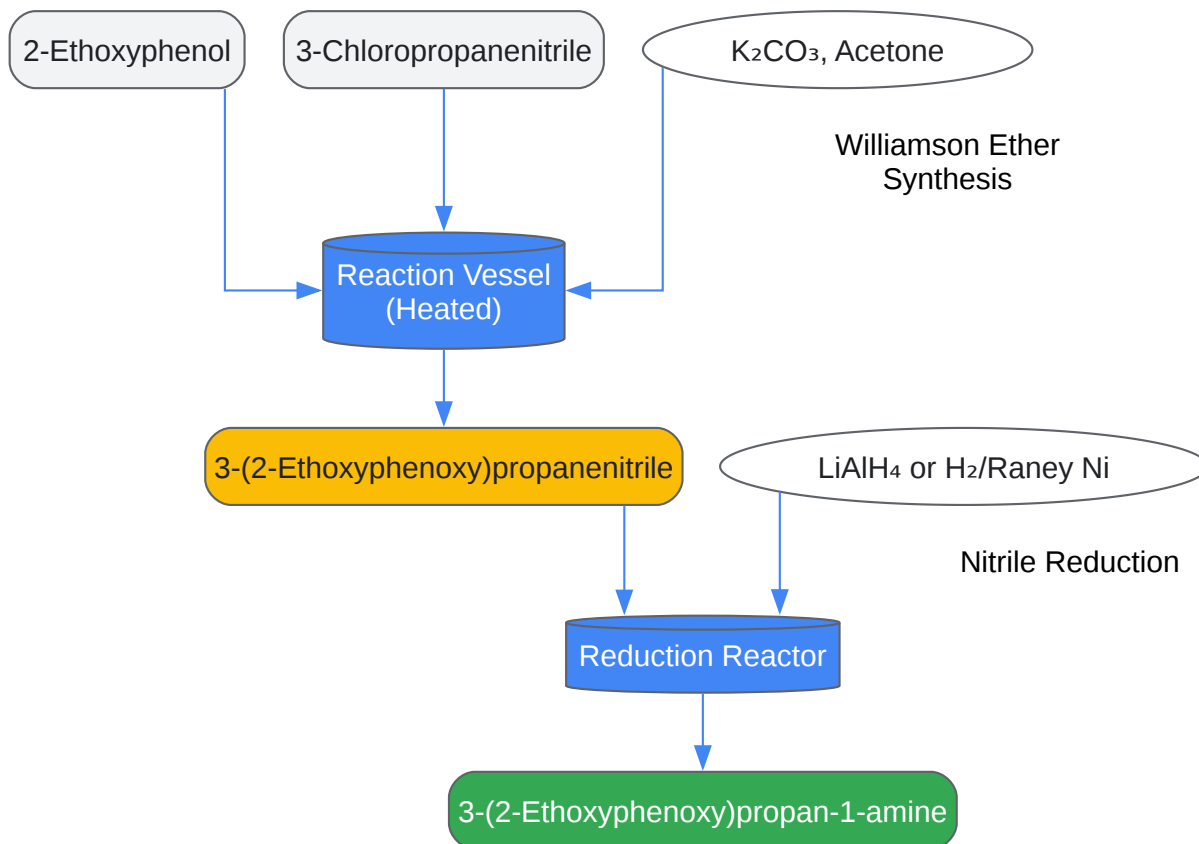 2-Ethoxyphenol
3-Chloropropanenitrile
K₂CO₃, Acetone
Williamson Ether
Synthesis
Reaction Vessel
(Heated)
3-(2-Ethoxyphenoxy)propanenitrile
LiAlH₄ or H₂/Raney Ni
Nitrile Reduction
Reduction Reactor
3-(2-Ethoxyphenoxy)propan-1-amine